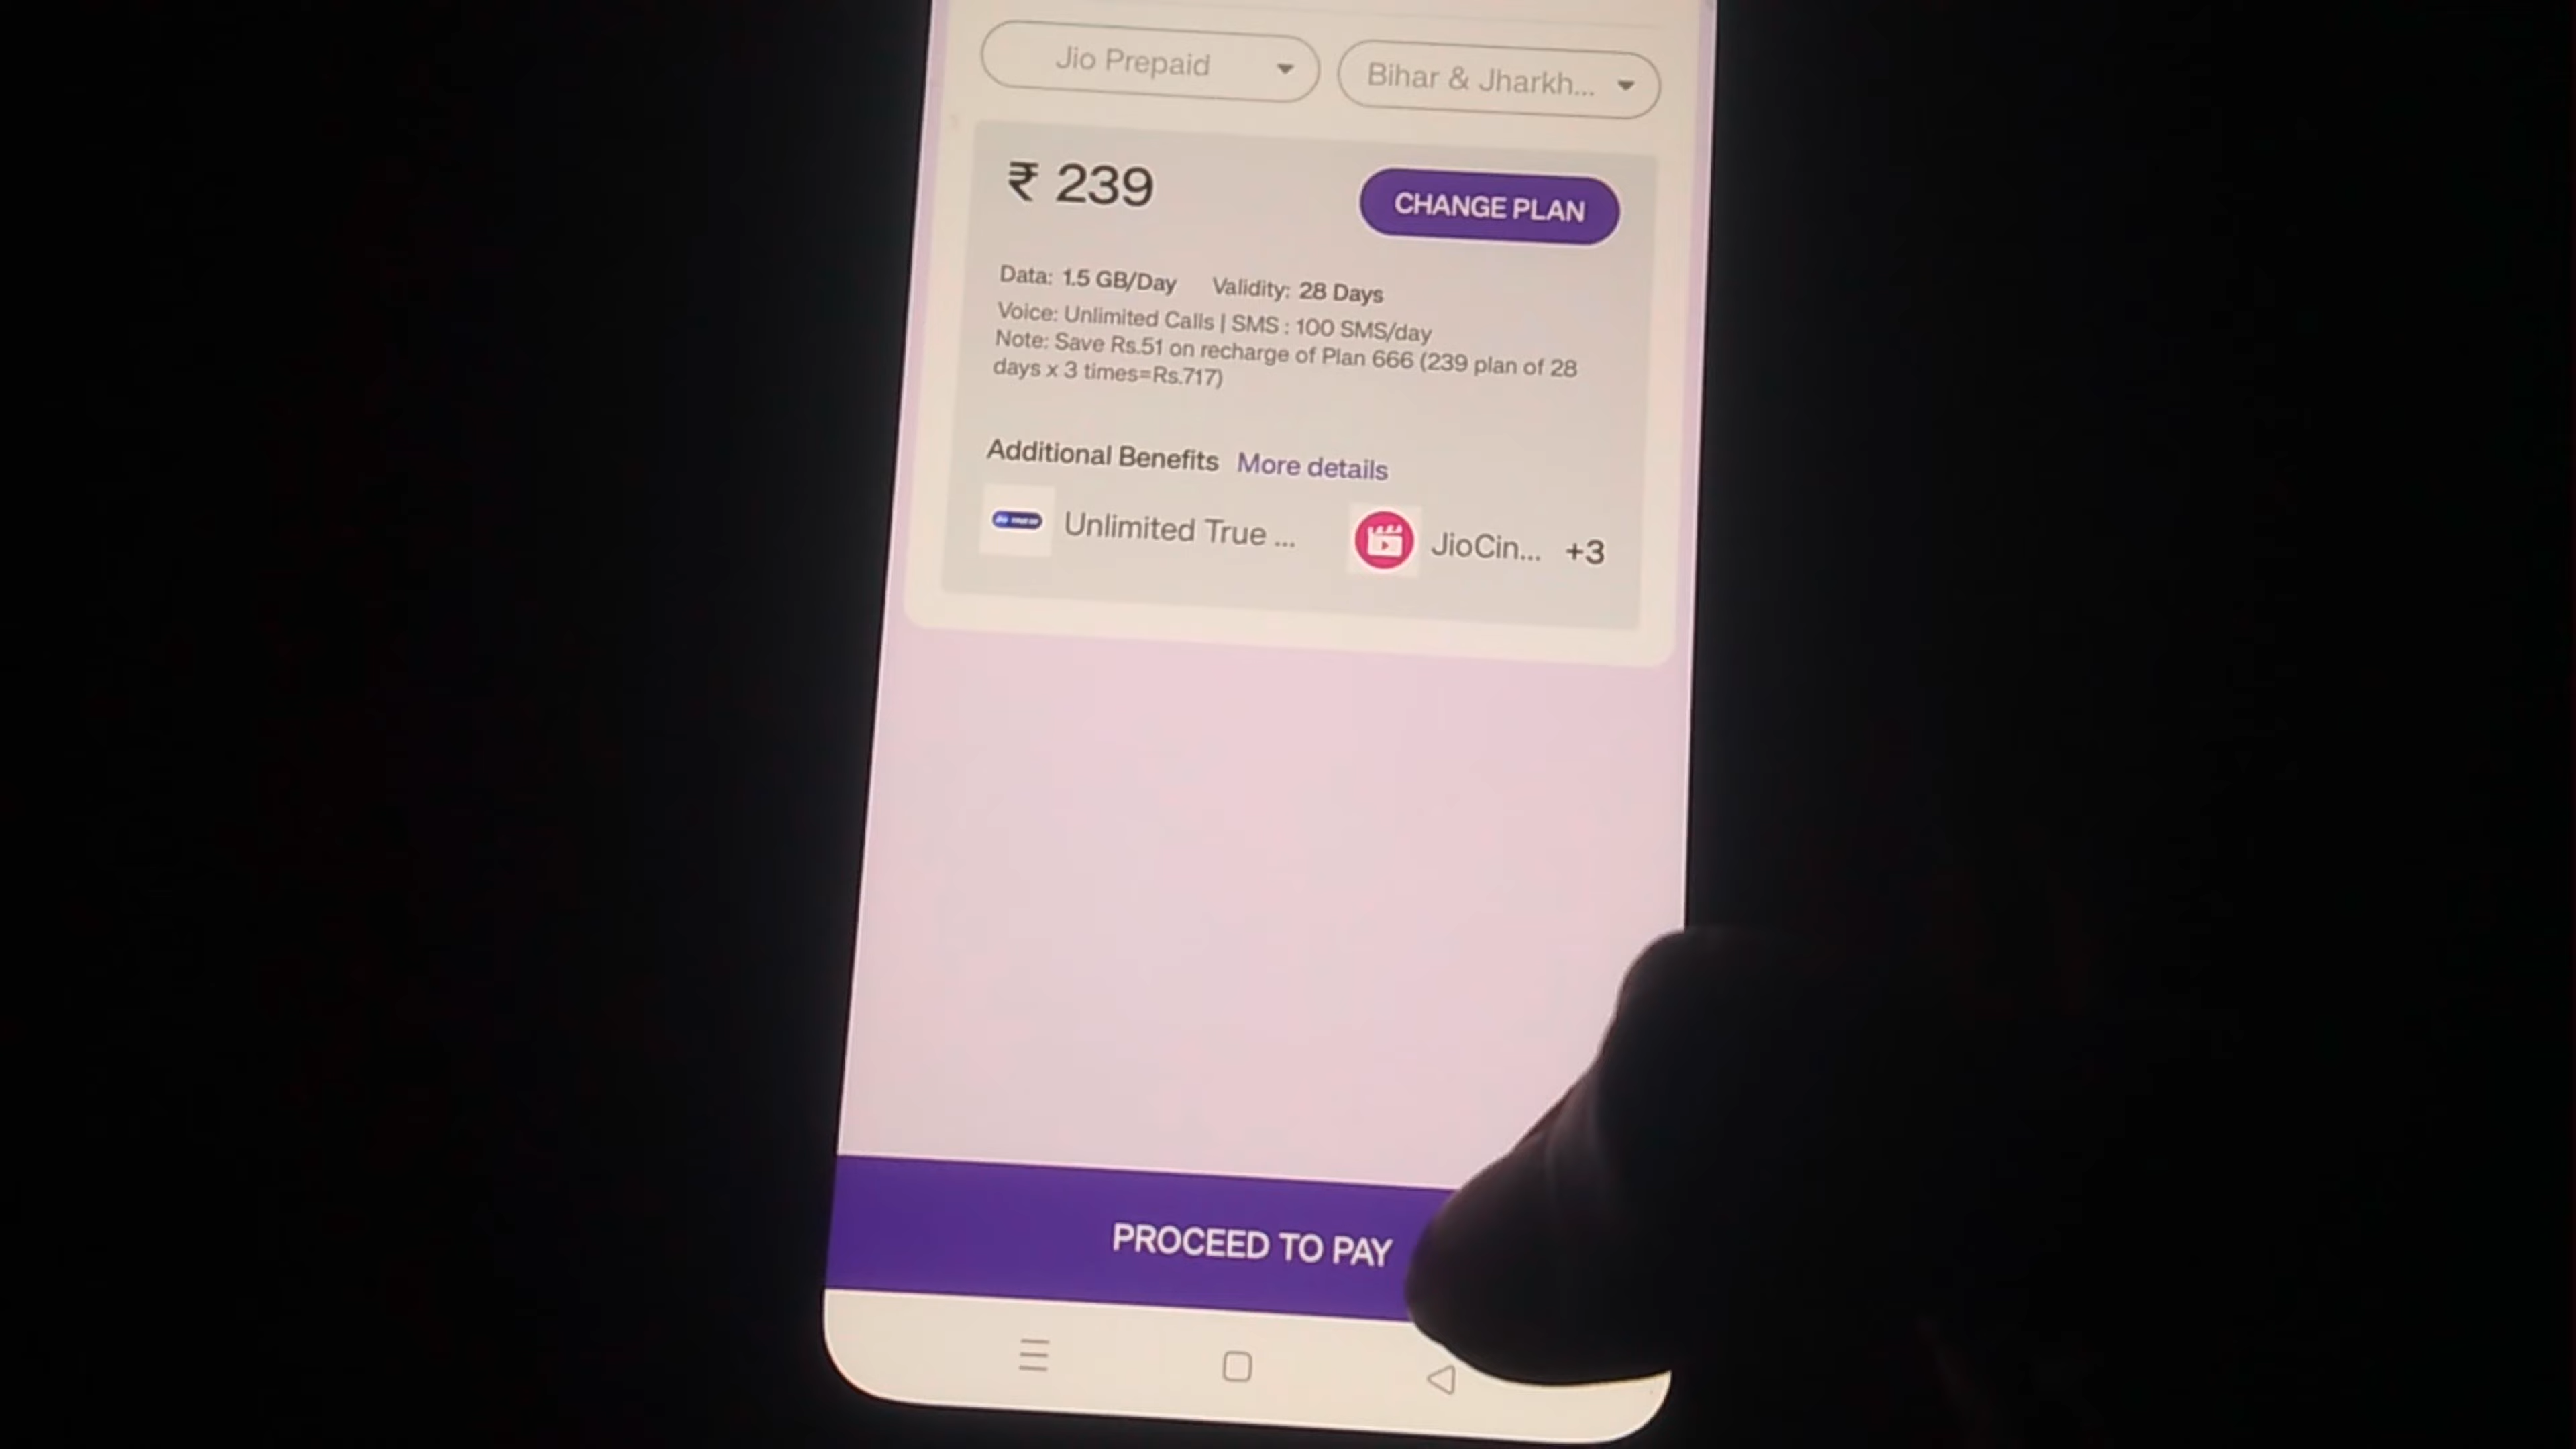 Jio Prepaid
Bihar & Jharkh...
₹ 239
CHANGE PLAN
Data: 1.5 GB/Day Validity: 28 Days
Voice: Unlimited Calls | SMS : 100 SMS/day
Note: Save Rs.51 on recharge of Plan 666 (239 plan of 28
days x 3 times=Rs.717)
Additional Benefits More details
Unlimited True ...
JioCin... +3
PROCEED TO PAY